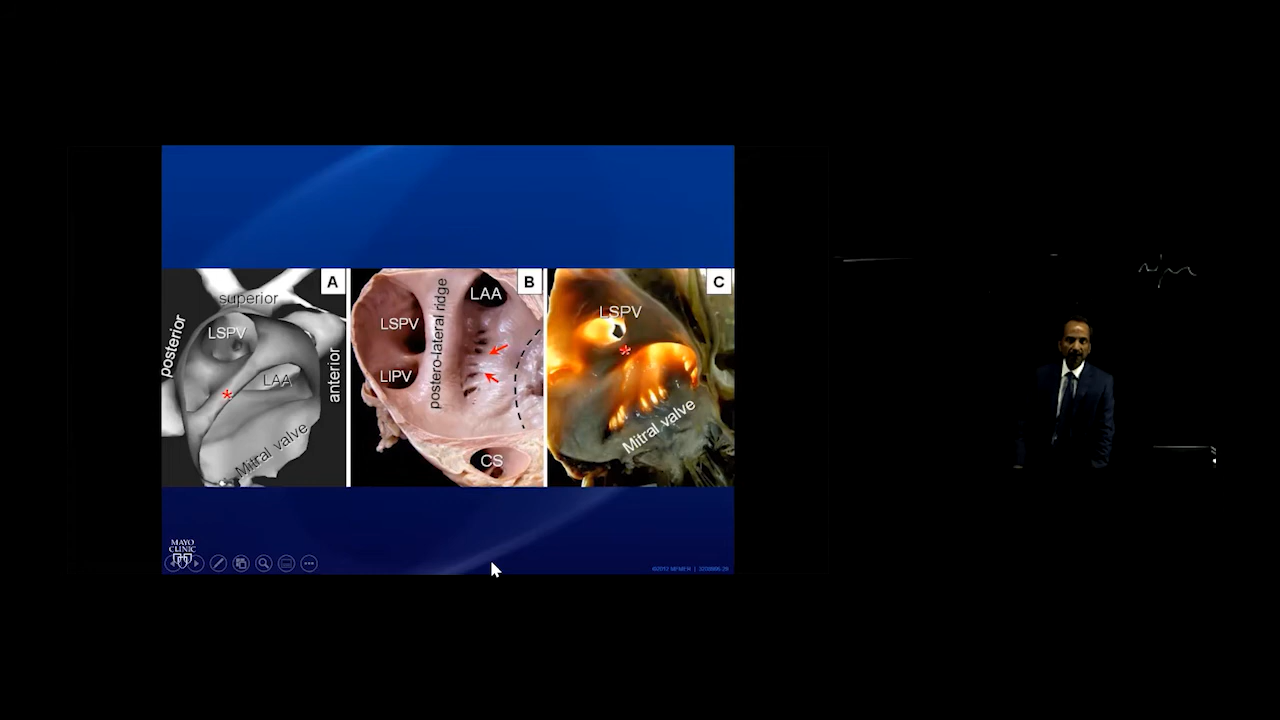 A
superior
posterior
LSPV
LAA
anterior
*
Mitral valve
B
LAA
LSPV
postero-lateral ridge
LIPV
CS
C
LSPV
*
Mitral valve
MAYO
CLINIC